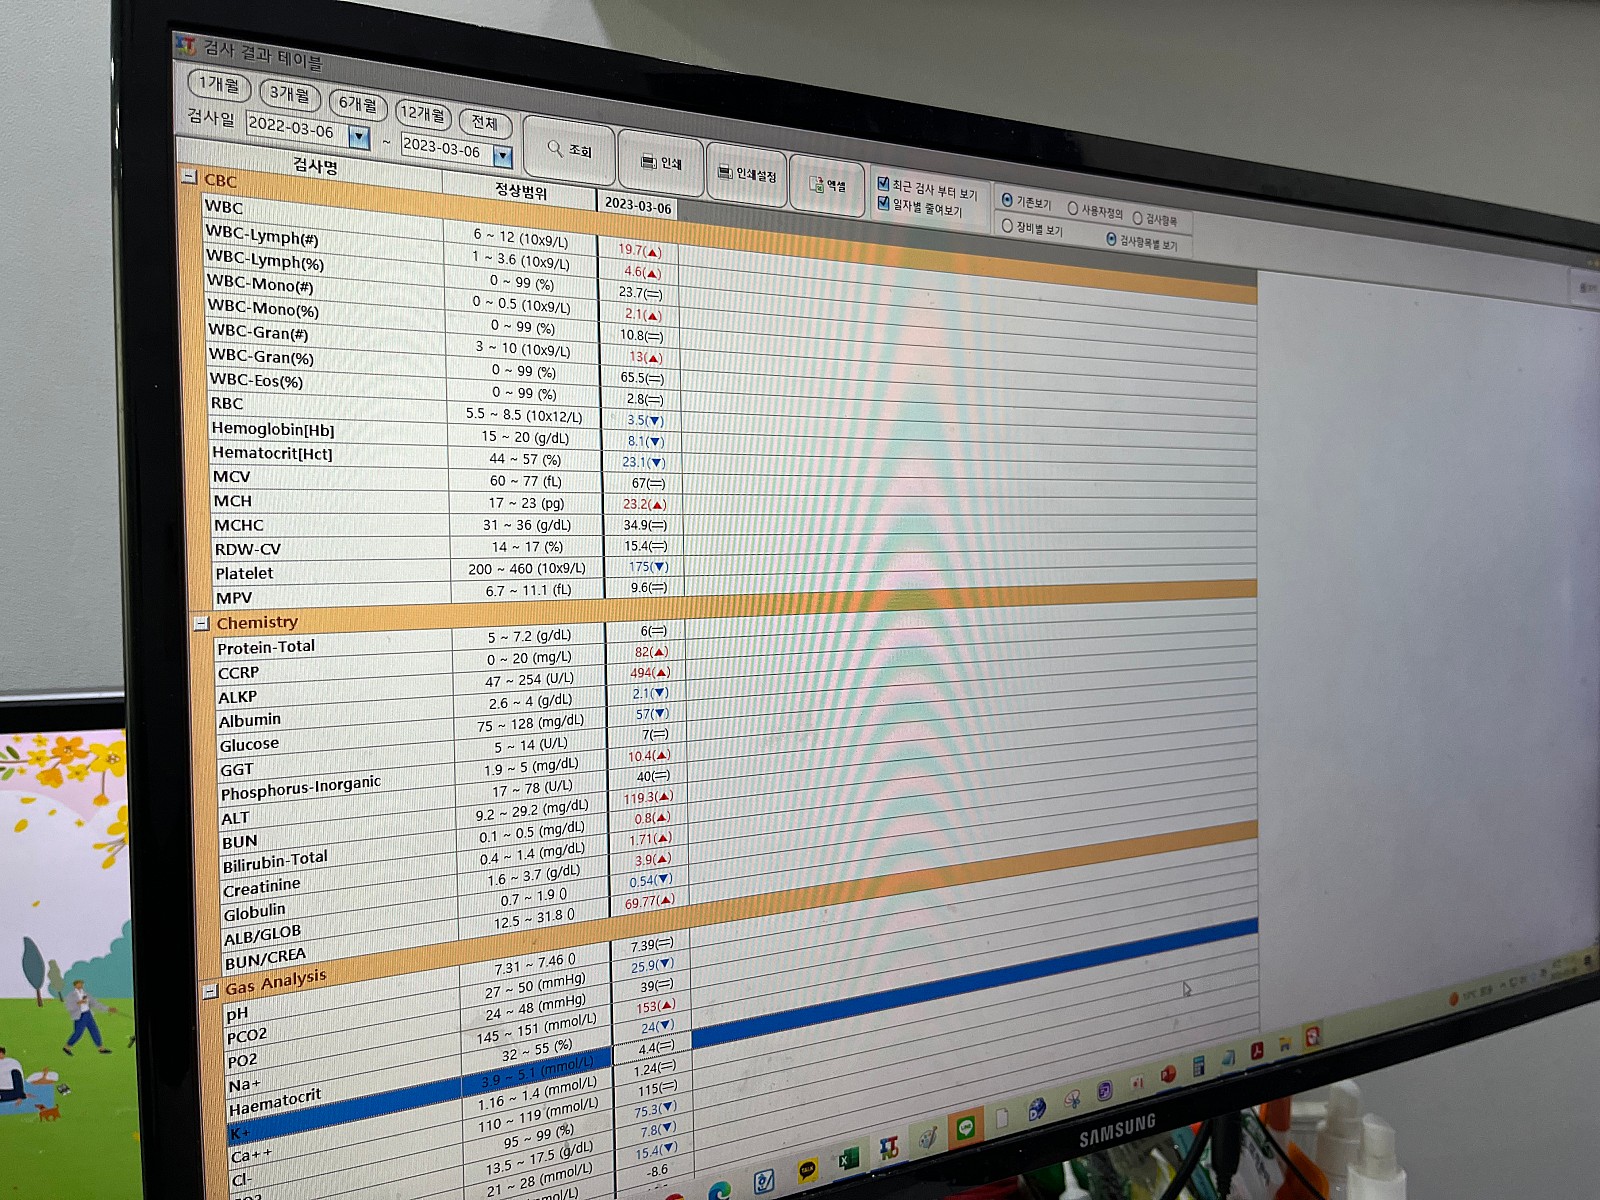 검사 결과 테이블
1개월 3개월 6개월 12개월 전체
검사일 2022-03-06 ~ 2023-03-06 조회 인쇄 인쇄설정 엑셀
최근 검사 부터 보기
일자별 줄여보기
기존보기 사용자정의 검사항목
장비별 보기 검사항목별 보기
검사명 정상범위 2023-03-06
CBC
WBC 6 ~ 12 (10x9/L) 19.7(▲)
WBC-Lymph(#) 1 ~ 3.6 (10x9/L) 4.6(▲)
WBC-Lymph(%) 0 ~ 99 (%) 23.7(=)
WBC-Mono(#) 0 ~ 0.5 (10x9/L) 2.1(▲)
WBC-Mono(%) 0 ~ 99 (%) 10.8(=)
WBC-Gran(#) 3 ~ 10 (10x9/L) 13(▲)
WBC-Gran(%) 0 ~ 99 (%) 65.5(=)
WBC-Eos(%) 0 ~ 99 (%) 2.8(=)
RBC 5.5 ~ 8.5 (10x12/L) 3.5(▼)
Hemoglobin[Hb] 15 ~ 20 (g/dL) 8.1(▼)
Hematocrit[Hct] 44 ~ 57 (%) 23.1(▼)
MCV 60 ~ 77 (fL) 67(=)
MCH 17 ~ 23 (pg) 23.2(▲)
MCHC 31 ~ 36 (g/dL) 34.9(=)
RDW-CV 14 ~ 17 (%) 15.4(=)
Platelet 200 ~ 460 (10x9/L) 175(▼)
MPV 6.7 ~ 11.1 (fL) 9.6(=)
Chemistry
Protein-Total 5 ~ 7.2 (g/dL) 6(=)
CCRP 0 ~ 20 (mg/L) 82(▲)
ALKP 47 ~ 254 (U/L) 494(▲)
Albumin 2.6 ~ 4 (g/dL) 2.1(▼)
Glucose 75 ~ 128 (mg/dL) 57(▼)
GGT 5 ~ 14 (U/L) 7(=)
Phosphorus-Inorganic 1.9 ~ 5 (mg/dL) 10.4(▲)
ALT 17 ~ 78 (U/L) 40(=)
BUN 9.2 ~ 29.2 (mg/dL) 119.3(▲)
Bilirubin-Total 0.1 ~ 0.5 (mg/dL) 0.8(▲)
Creatinine 0.4 ~ 1.4 (mg/dL) 1.71(▲)
Globulin 1.6 ~ 3.7 (g/dL) 3.9(▲)
ALB/GLOB 0.7 ~ 1.9 () 0.54(▼)
BUN/CREA 12.5 ~ 31.8 () 69.77(▲)
Gas Analysis
pH 7.31 ~ 7.46 () 7.39(=)
PCO2 27 ~ 50 (mmHg) 25.9(▼)
PO2 24 ~ 48 (mmHg) 39(=)
Na+ 145 ~ 151 (mmol/L) 153(▲)
Haematocrit 32 ~ 55 (%) 24(▼)
K+ 3.9 ~ 5.1 (mmol/L) 4.4(=)
Ca++ 1.16 ~ 1.4 (mmol/L) 1.24(=)
Cl- 110 ~ 119 (mmol/L) 115(=)
95 ~ 99 (%) 75.3(▼)
13.5 ~ 17.5 (g/dL) 7.8(▼)
21 ~ 28 (mmol/L) 15.4(▼)
-8.6
SAMSUNG